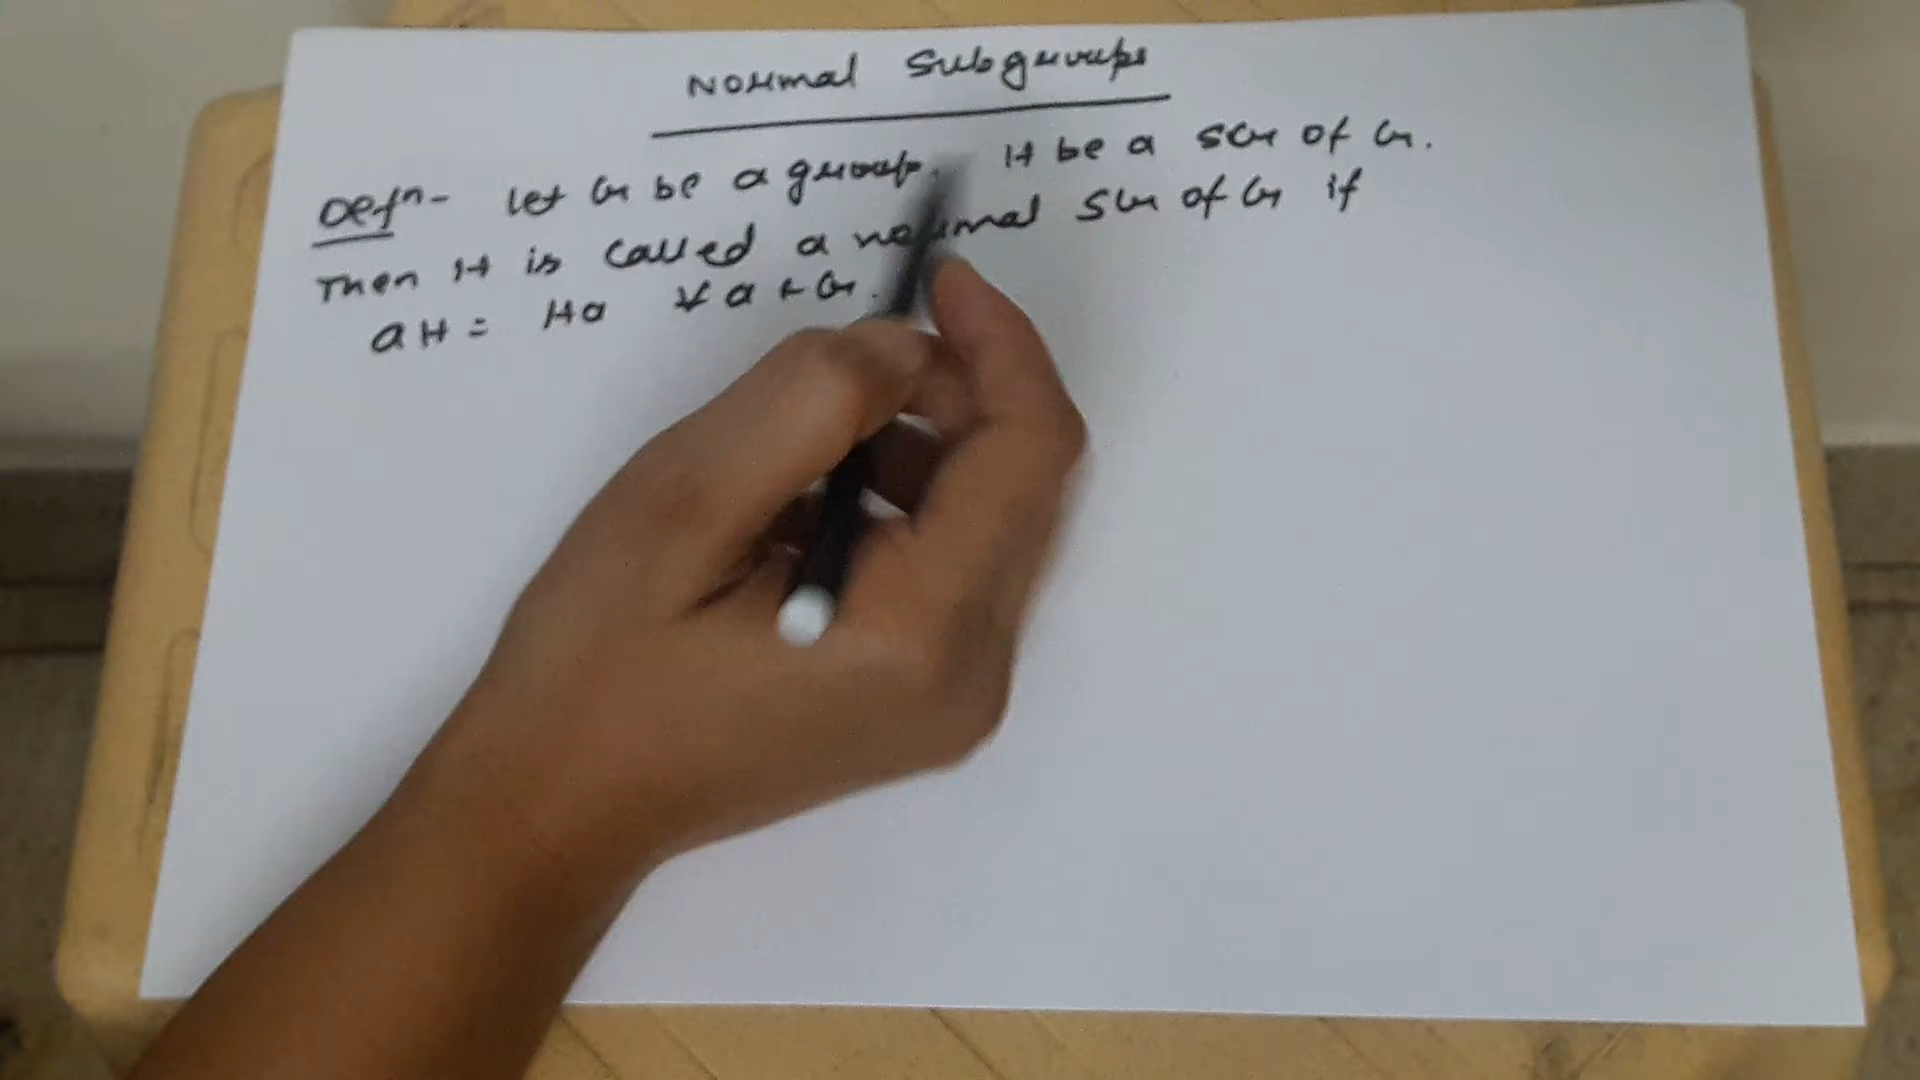 Normal Subgroups
Defn- Let G be a group. H be a SG of G.
Then H is called a normal SG of G if
aH = Ha ∀ a ∈ G.